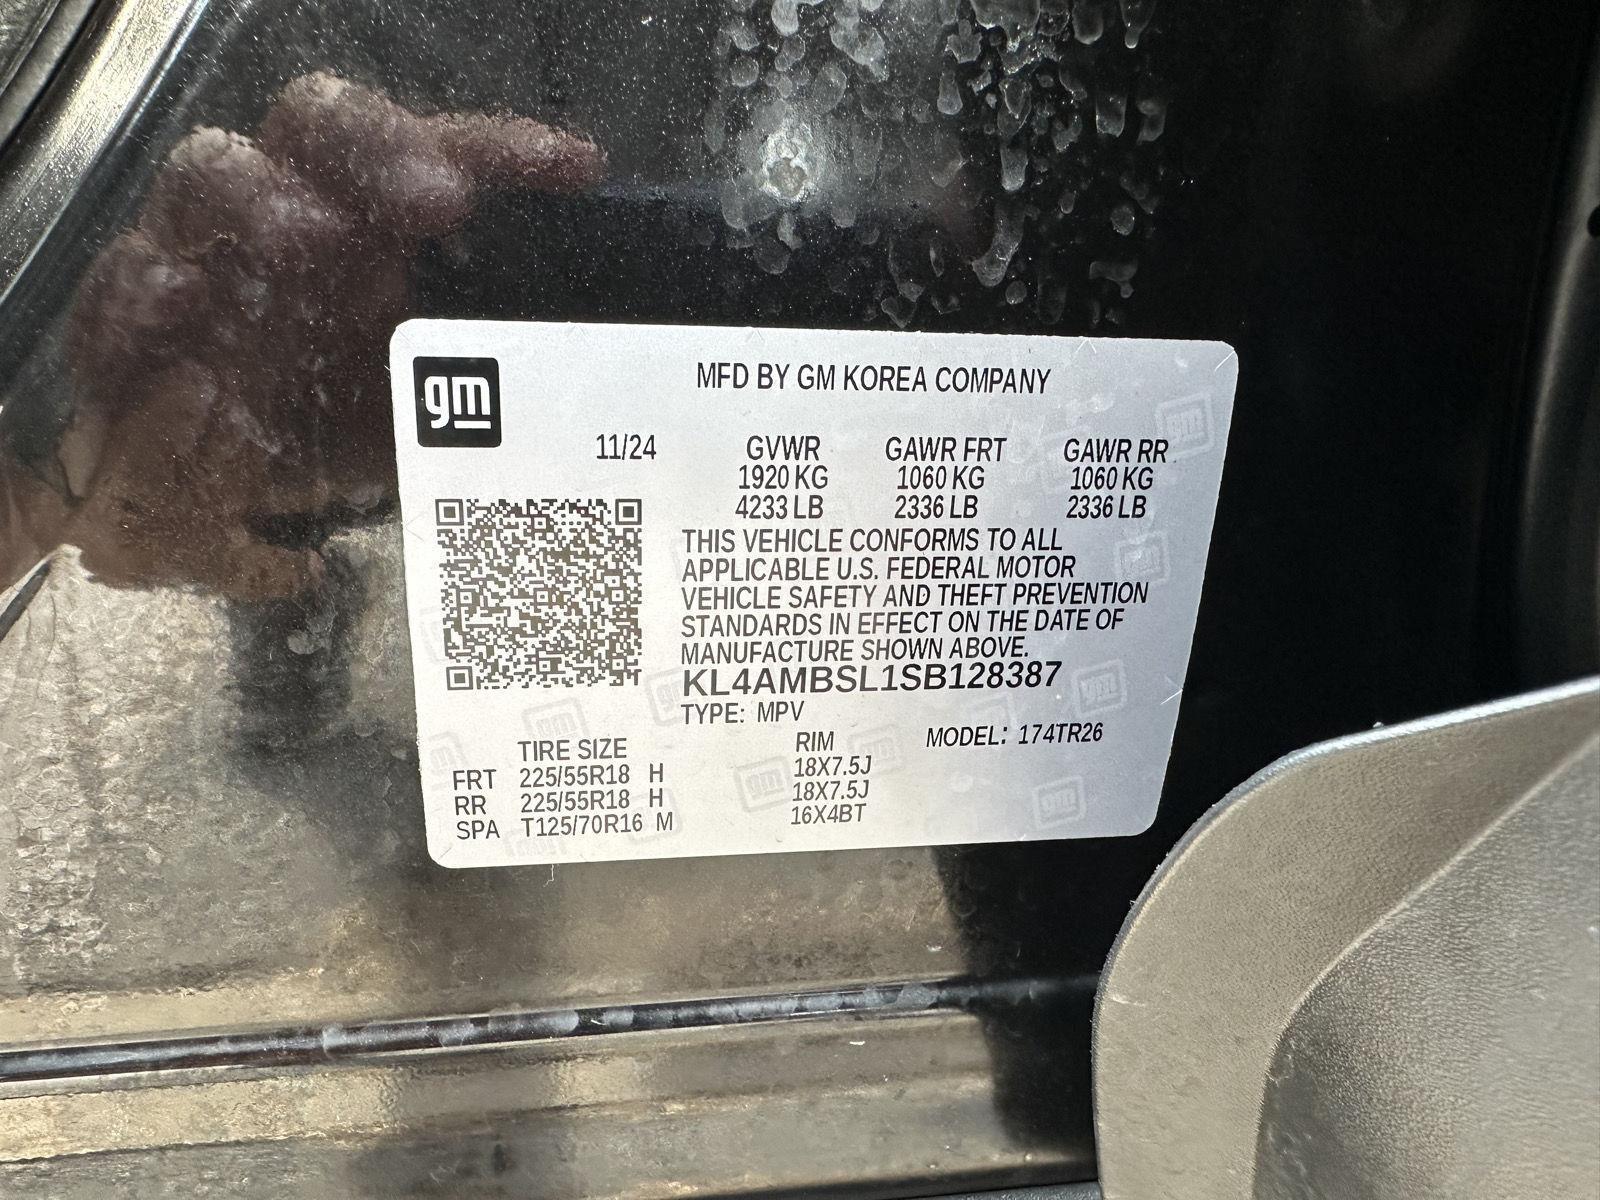 gm
MFD BY GM KOREA COMPANY
11/24 GVWR GAWR FRT GAWR RR
1920 KG 1060 KG 1060 KG
4233 LB 2336 LB 2336 LB
THIS VEHICLE CONFORMS TO ALL
APPLICABLE U.S. FEDERAL MOTOR
VEHICLE SAFETY AND THEFT PREVENTION
STANDARDS IN EFFECT ON THE DATE OF
MANUFACTURE SHOWN ABOVE.
KL4AMBSL1SB128387
TYPE: MPV
MODEL: 174TR26
TIRE SIZE RIM
FRT 225/55R18 H 18X7.5J
RR 225/55R18 H 18X7.5J
SPA T125/70R16 M 16X4BT